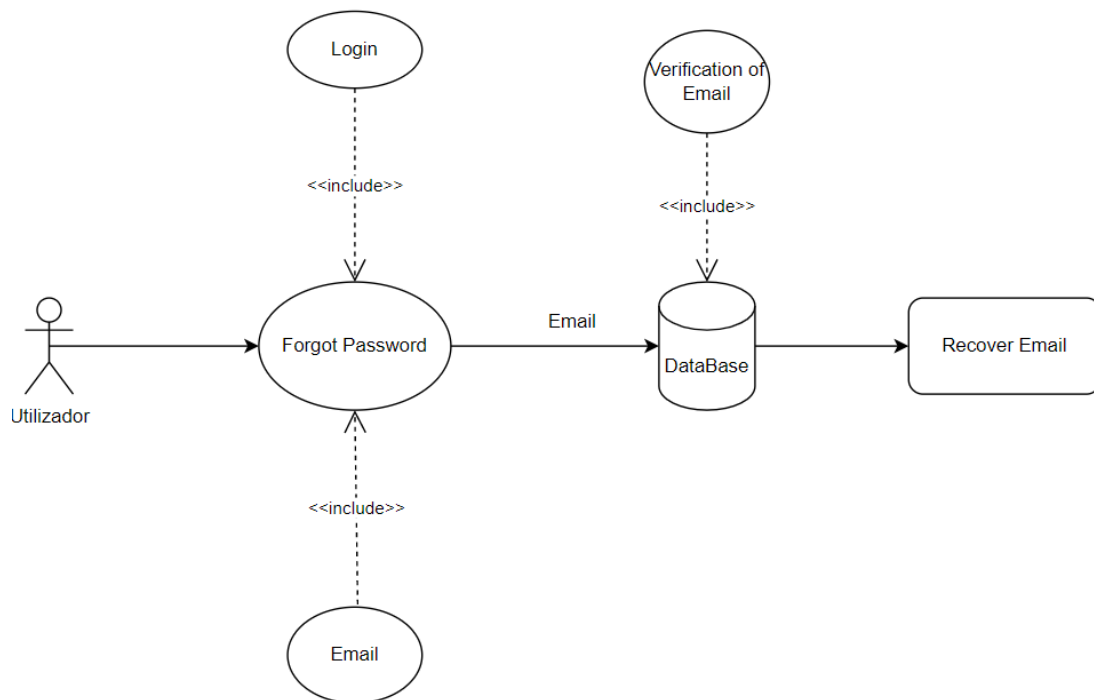 Login
Verification of
Email
<<include>>
<<include>>
Email
Forgot Password
DataBase
Recover Email
Utilizador
<<include>>
Email